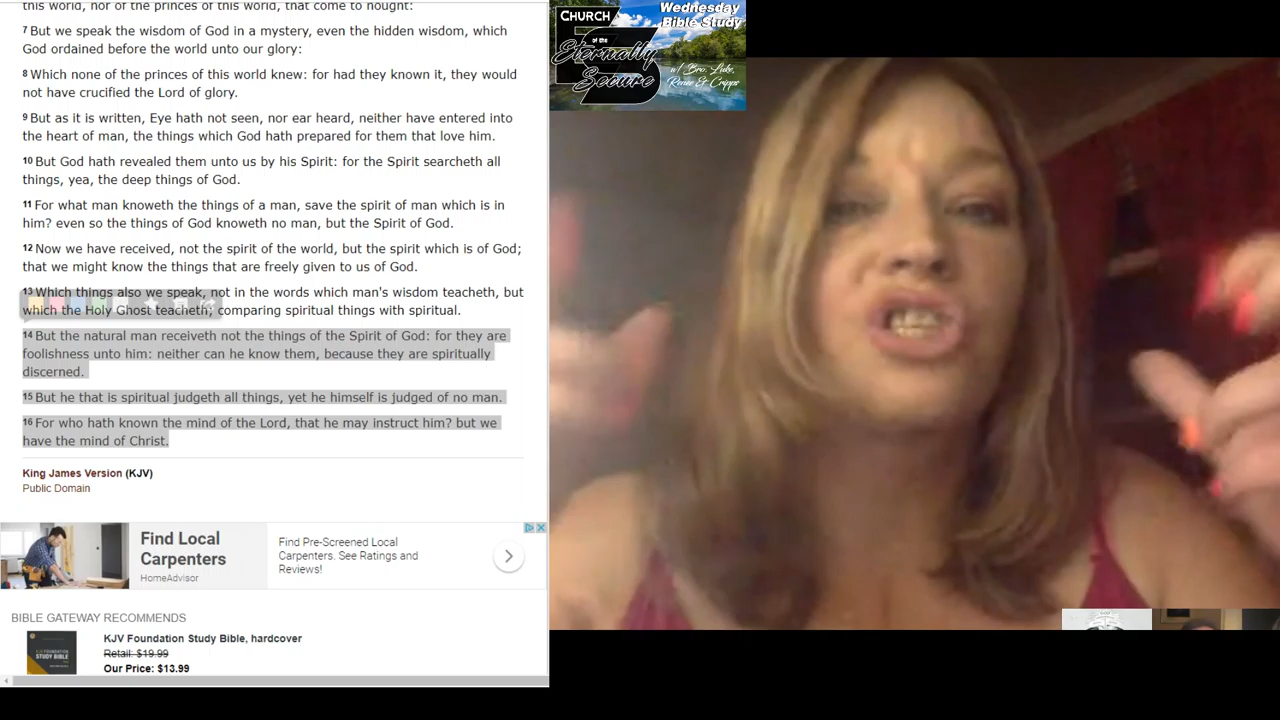 this world, nor of the princes of this world, that come to nought:
7 But we speak the wisdom of God in a mystery, even the hidden wisdom, which
God ordained before the world unto our glory:
8 Which none of the princes of this world knew: for had they known it, they would
not have crucified the Lord of glory.
9 But as it is written, Eye hath not seen, nor ear heard, neither have entered into
the heart of man, the things which God hath prepared for them that love him.
10 But God hath revealed them unto us by his Spirit: for the Spirit searcheth all
things, yea, the deep things of God.
11 For what man knoweth the things of a man, save the spirit of man which is in
him? even so the things of God knoweth no man, but the Spirit of God.
12 Now we have received, not the spirit of the world, but the spirit which is of God;
that we might know the things that are freely given to us of God.
13 Which things also we speak, not in the words which man's wisdom teacheth, but
which the Holy Ghost teacheth; comparing spiritual things with spiritual.
14 But the natural man receiveth not the things of the Spirit of God: for they are
foolishness unto him: neither can he know them, because they are spiritually
discerned.
15 But he that is spiritual judgeth all things, yet he himself is judged of no man.
16 For who hath known the mind of the Lord, that he may instruct him? but we
have the mind of Christ.
King James Version (KJV)
Public Domain
Find Local
Carpenters
HomeAdvisor
Find Pre-Screened Local
Carpenters. See Ratings and
Reviews!
BIBLE GATEWAY RECOMMENDS
KJV Foundation Study Bible, hardcover
Retail: $19.99
Our Price: $13.99
CHURCH
of the
Eternally
Secure
Wednesday
Bible Study
w/ Bro. Luke,
Renee & Cripps